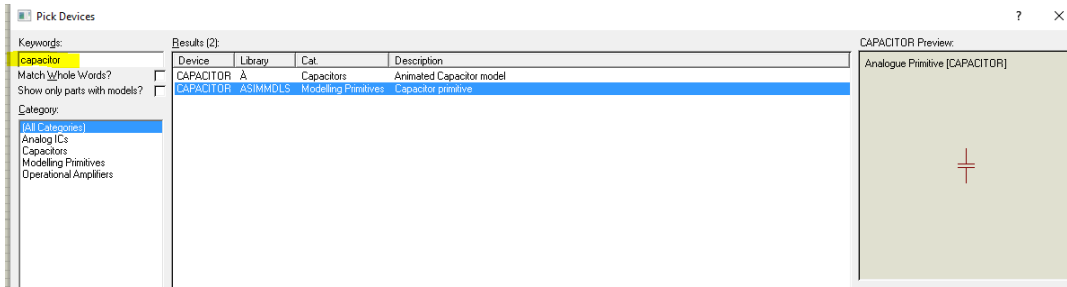 Pick Devices
Keywords:
capacitor
Match Whole Words?
Show only parts with models?
Category:
(All Categories)
Analog ICs
Capacitors
Modelling Primitives
Operational Amplifiers
Results (2):
Device Library Cat. Description
CAPACITOR À Capacitors Animated Capacitor model
CAPACITOR ASIMMDLS Modelling Primitives Capacitor primitive
CAPACITOR Preview:
Analogue Primitive [CAPACITOR]